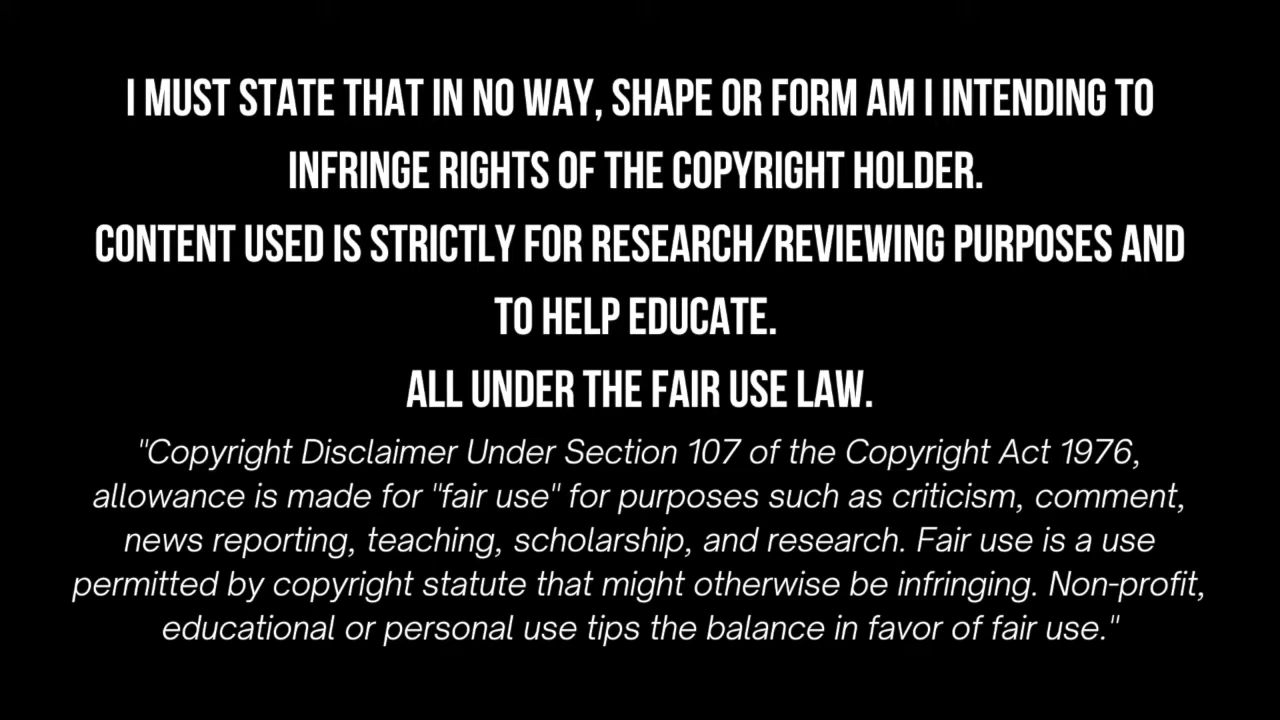 I MUST STATE THAT IN NO WAY, SHAPE OR FORM AM I INTENDING TO
INFRINGE RIGHTS OF THE COPYRIGHT HOLDER.
CONTENT USED IS STRICTLY FOR RESEARCH/REVIEWING PURPOSES AND
TO HELP EDUCATE.
ALL UNDER THE FAIR USE LAW.
"Copyright Disclaimer Under Section 107 of the Copyright Act 1976,
allowance is made for "fair use" for purposes such as criticism, comment,
news reporting, teaching, scholarship, and research. Fair use is a use
permitted by copyright statute that might otherwise be infringing. Non-profit,
educational or personal use tips the balance in favor of fair use."